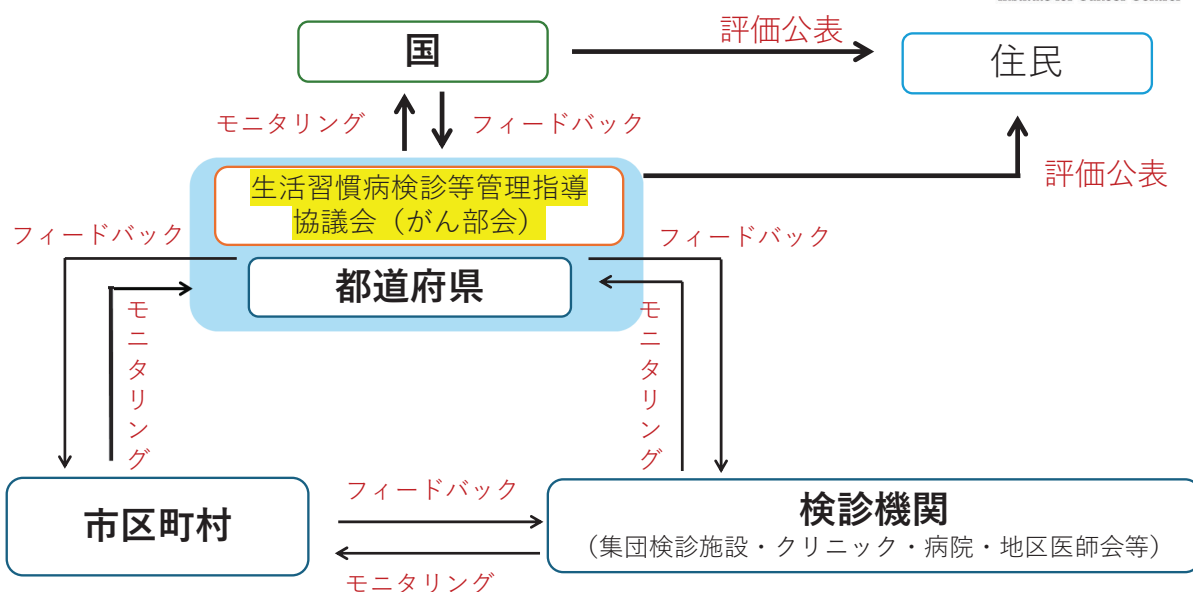 国
評価公表
住民
モニタリング
フィードバック
生活習慣病検診等管理指導
協議会（がん部会）
評価公表
フィードバック
フィードバック
都道府県
モニタリング
モニタリング
市区町村
フィードバック
モニタリング
検診機関
（集団検診施設・クリニック・病院・地区医師会等）